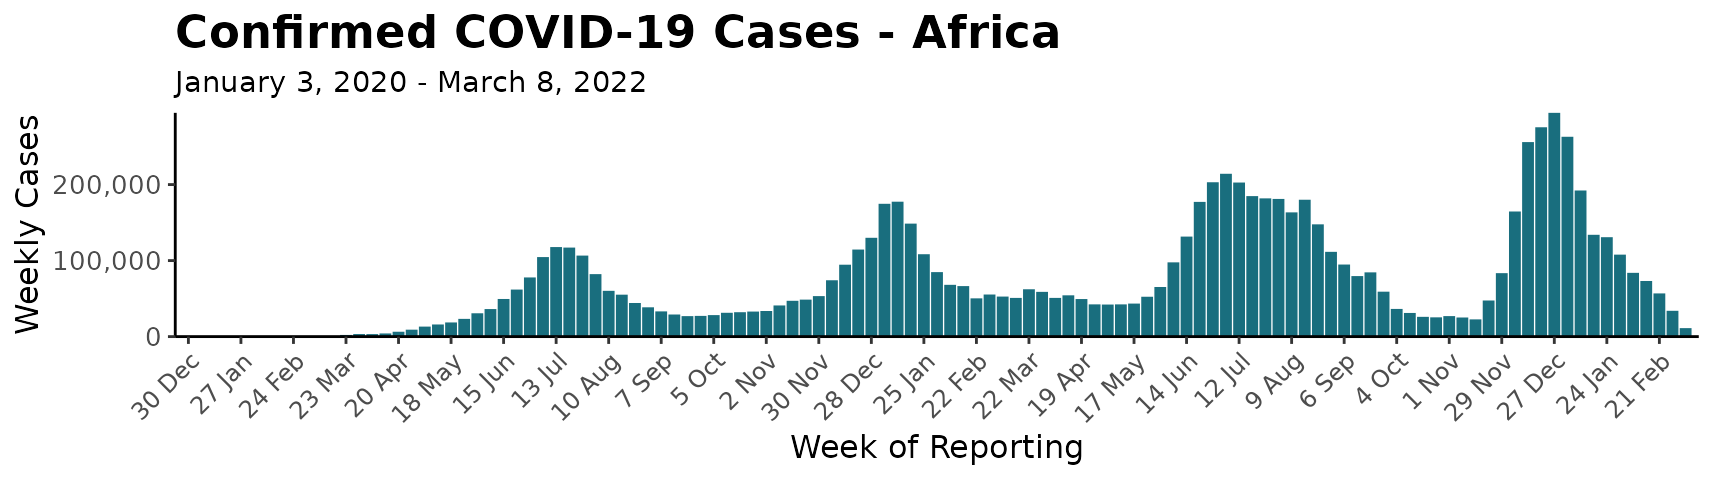 Confirmed COVID-19 Cases - Africa
January 3, 2020 - March 8, 2022
Weekly Cases
200,000
100,000
0
30 Dec
27 Jan
24 Feb
23 Mar
20 Apr
18 May
15 Jun
13 Jul
10 Aug
7 Sep
5 Oct
2 Nov
30 Nov
28 Dec
25 Jan
22 Feb
22 Mar
19 Apr
17 May
14 Jun
12 Jul
9 Aug
6 Sep
4 Oct
1 Nov
29 Nov
27 Dec
24 Jan
21 Feb
Week of Reporting